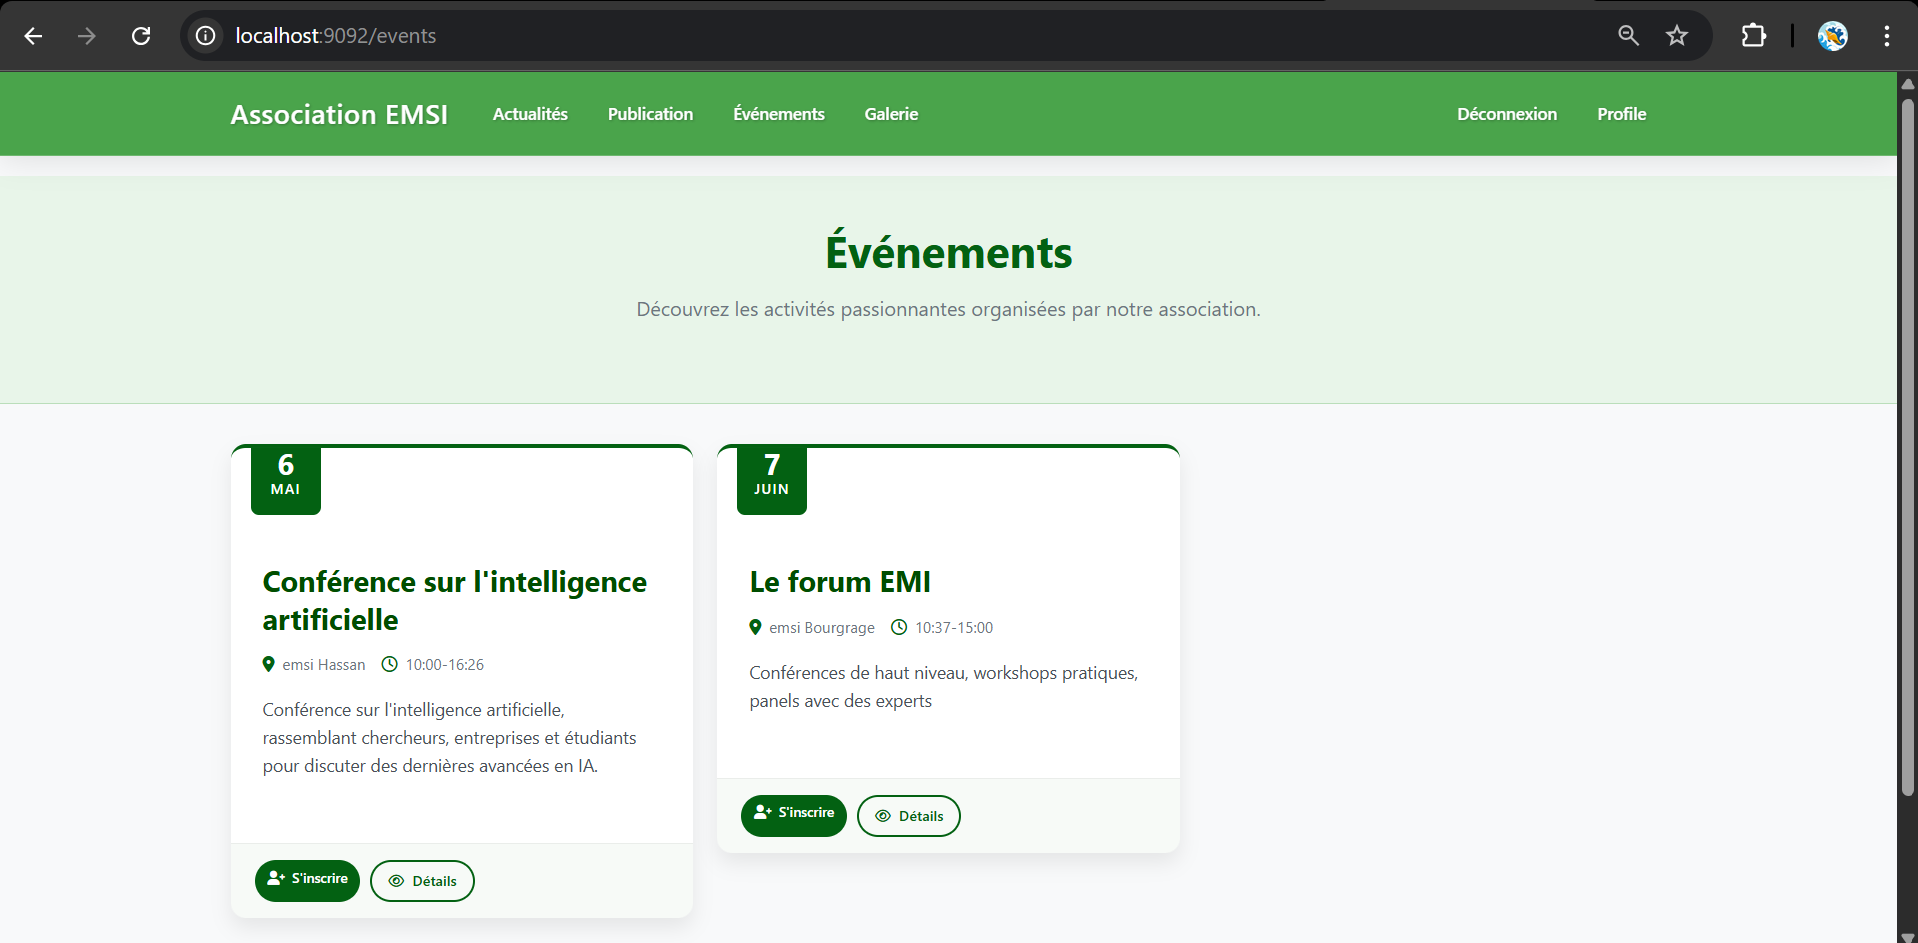 localhost:9092/events
Association EMSI Actualités Publication Événements Galerie Déconnexion Profile
Événements
Découvrez les activités passionnantes organisées par notre association.
6
MAI
Conférence sur l'intelligence
artificielle
emsi Hassan 10:00-16:26
Conférence sur l'intelligence artificielle,
rassemblant chercheurs, entreprises et étudiants
pour discuter des dernières avancées en IA.
S'inscrire Détails
7
JUIN
Le forum EMI
emsi Bourgrage 10:37-15:00
Conférences de haut niveau, workshops pratiques,
panels avec des experts
S'inscrire Détails